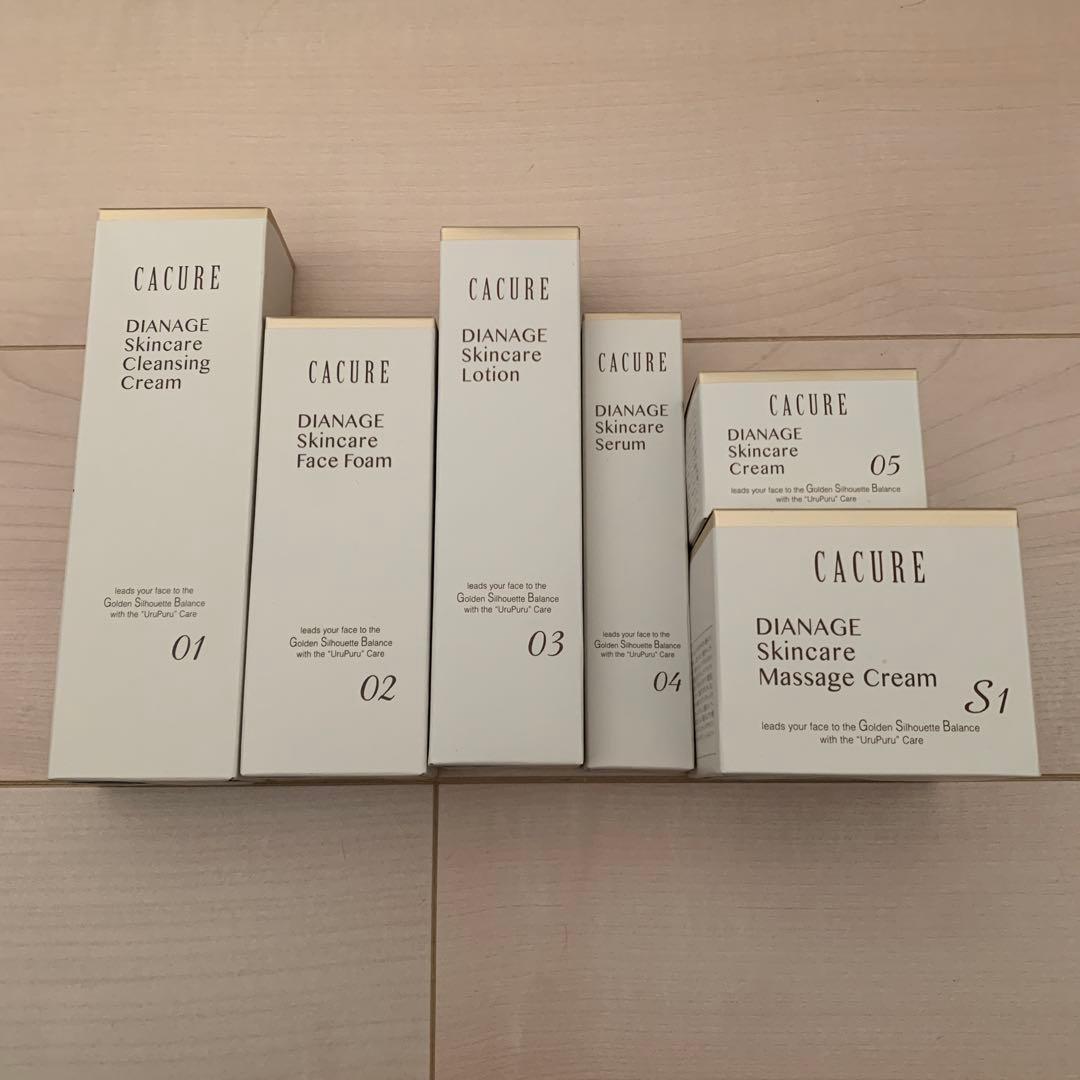 CACURE
DIANAGE
Skincare
Cleansing
Cream
leads your face to the
Golden Silhouette Balance
with the "UruPuru" Care
01
CACURE
DIANAGE
Skincare
Face Foam
leads your face to the
Golden Silhouette Balance
with the "UruPuru" Care
02
CACURE
DIANAGE
Skincare
Lotion
leads your face to the
Golden Silhouette Balance
with the "UruPuru" Care
03
CACURE
DIANAGE
Skincare
Serum
leads your face to the
Golden Silhouette Balance
with the "UruPuru" Care
04
CACURE
DIANAGE
Skincare
Cream
05
leads your face to the Golden Silhouette Balance
with the "UruPuru" Care
CACURE
DIANAGE
Skincare
Massage Cream
S1
leads your face to the Golden Silhouette Balance
with the "UruPuru" Care